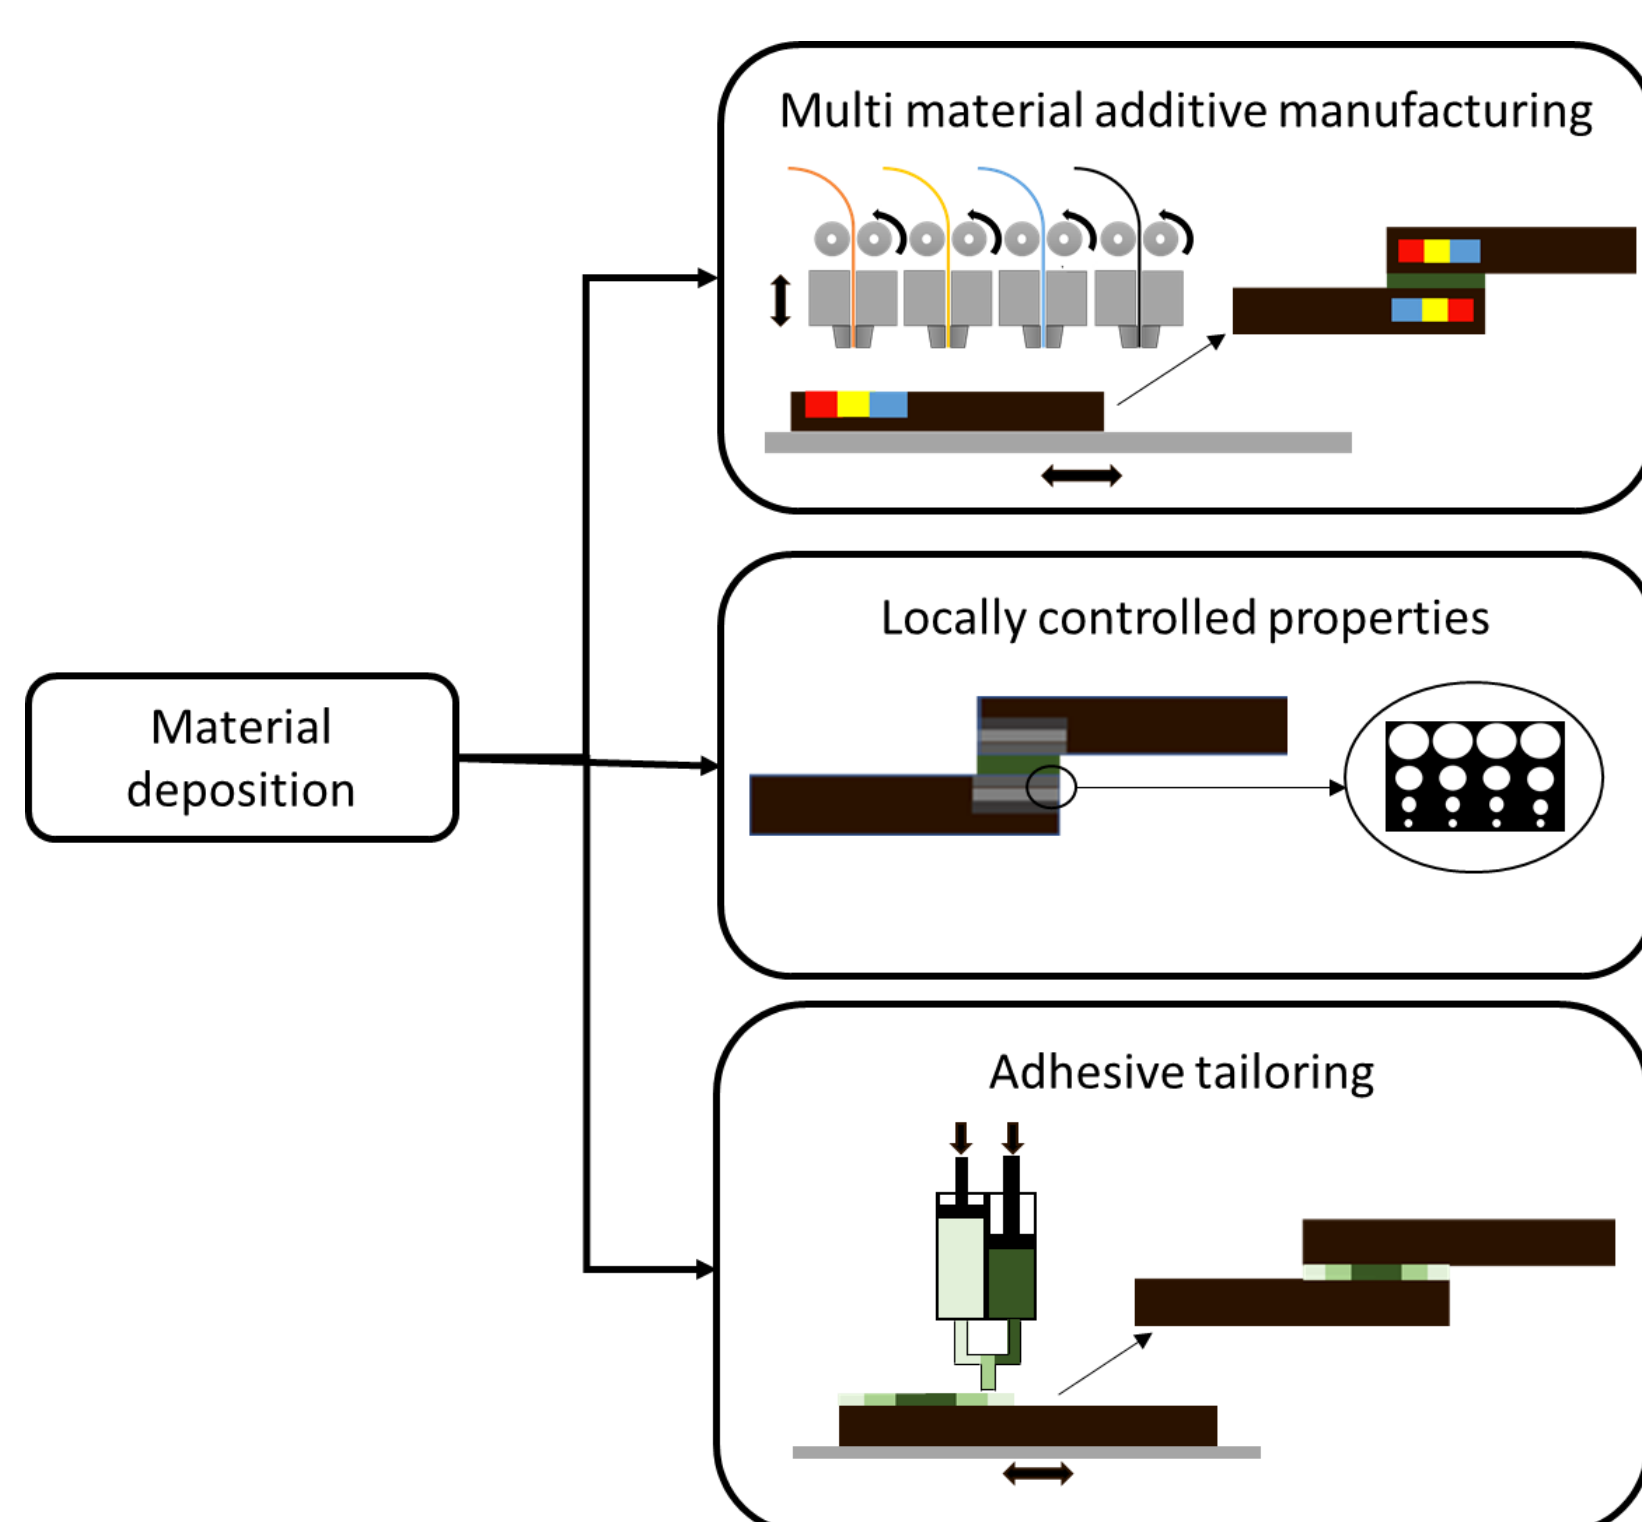 Multi material additive manufacturing
Locally controlled properties
Material
deposition
Adhesive tailoring